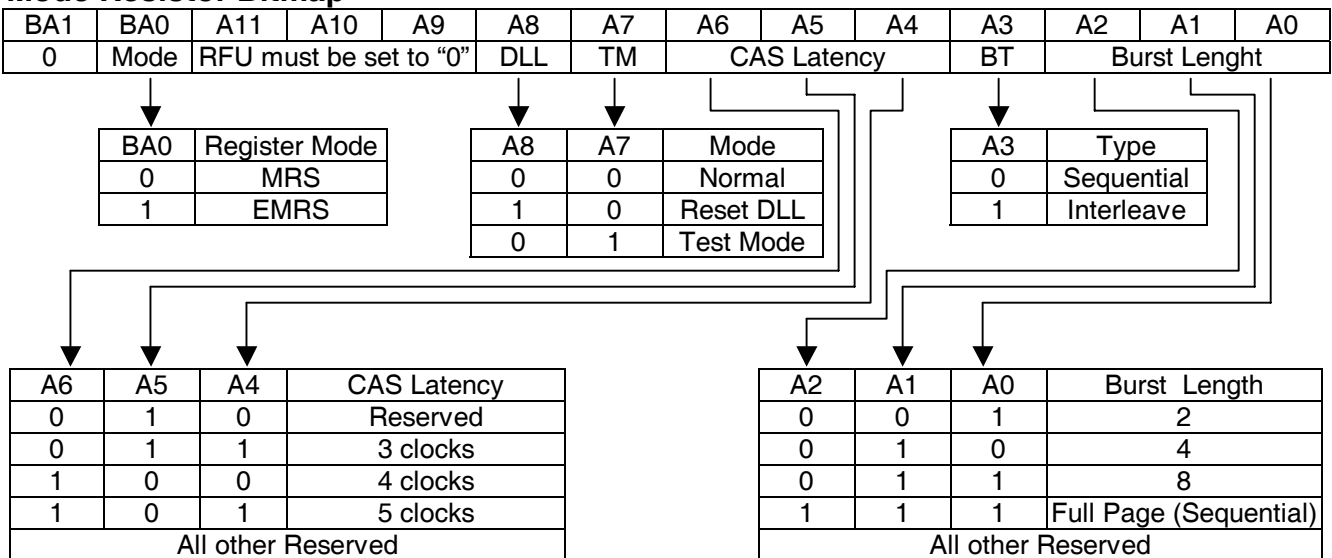 Mode Resister Bitmap
BA1 BA0 A11 A10 A9 A8 A7 A6 A5 A4 A3 A2 A1 A0
0 Mode RFU must be set to “0” DLL TM CAS Latency BT Burst Lenght
BA0 Register Mode
0 MRS
1 EMRS
A8 A7 Mode
0 0 Normal
1 0 Reset DLL
0 1 Test Mode
A3 Type
0 Sequential
1 Interleave
A6 A5 A4 CAS Latency
0 1 0 Reserved
0 1 1 3 clocks
1 0 0 4 clocks
1 0 1 5 clocks
All other Reserved
A2 A1 A0 Burst Length
0 0 1 2
0 1 0 4
0 1 1 8
1 1 1 Full Page (Sequential)
All other Reserved